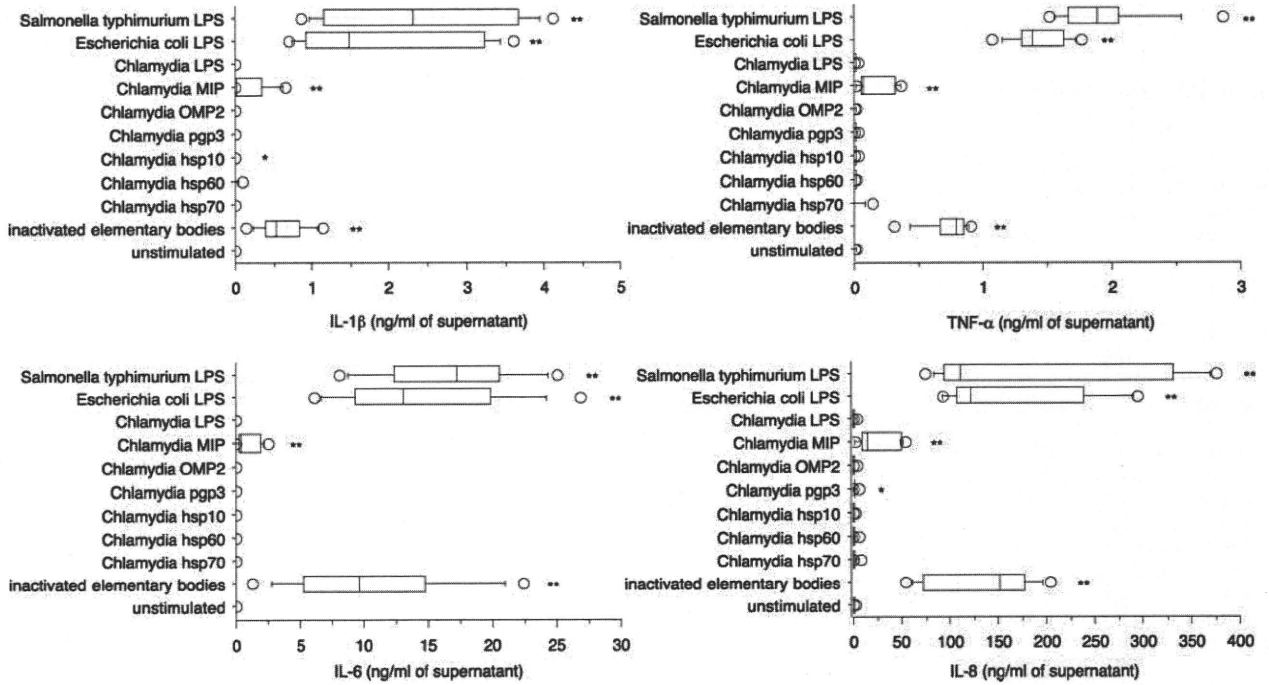 Salmonella typhimurium LPS
**
Escherichia coli LPS
**
Chlamydia LPS
Chlamydia MIP
**
Chlamydia OMP2
Chlamydia pgp3
Chlamydia hsp10
*
Chlamydia hsp60
Chlamydia hsp70
inactivated elementary bodies
**
unstimulated
0 1 2 3 4 5
IL-1β (ng/ml of supernatant)
Salmonella typhimurium LPS
**
Escherichia coli LPS
**
Chlamydia LPS
Chlamydia MIP
**
Chlamydia OMP2
Chlamydia pgp3
Chlamydia hsp10
Chlamydia hsp60
Chlamydia hsp70
inactivated elementary bodies
**
unstimulated
0 1 2 3
TNF-α (ng/ml of supernatant)
Salmonella typhimurium LPS
**
Escherichia coli LPS
**
Chlamydia LPS
Chlamydia MIP
**
Chlamydia OMP2
Chlamydia pgp3
Chlamydia hsp10
Chlamydia hsp60
Chlamydia hsp70
inactivated elementary bodies
**
unstimulated
0 5 10 15 20 25 30
IL-6 (ng/ml of supernatant)
Salmonella typhimurium LPS
**
Escherichia coli LPS
**
Chlamydia LPS
Chlamydia MIP
**
Chlamydia OMP2
Chlamydia pgp3
*
Chlamydia hsp10
Chlamydia hsp60
Chlamydia hsp70
inactivated elementary bodies
**
unstimulated
0 50 100 150 200 250 300 350 400
IL-8 (ng/ml of supernatant)